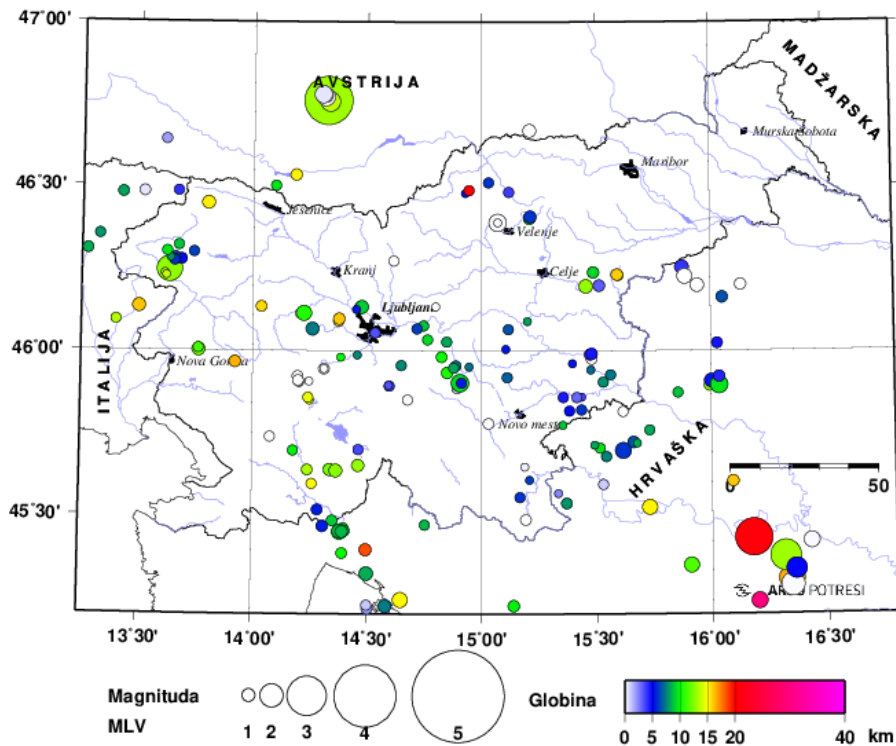 47°00'
AVSTRIJA
MADŽARSKA
Murska Sobota
Maribor
46°30'
Jesenice
Velenje
Kranj
Celje
Ljubljana
46°00'
ITALIJA
Nova Gorica
Novo mesto
HRVAŠKA
0 50
45°30'
POTRESI
13°30' 14°00' 14°30' 15°00' 15°30' 16°00' 16°30'
Magnituda
MLV
1 2 3 4 5
Globina
0 5 10 15 20 40 km